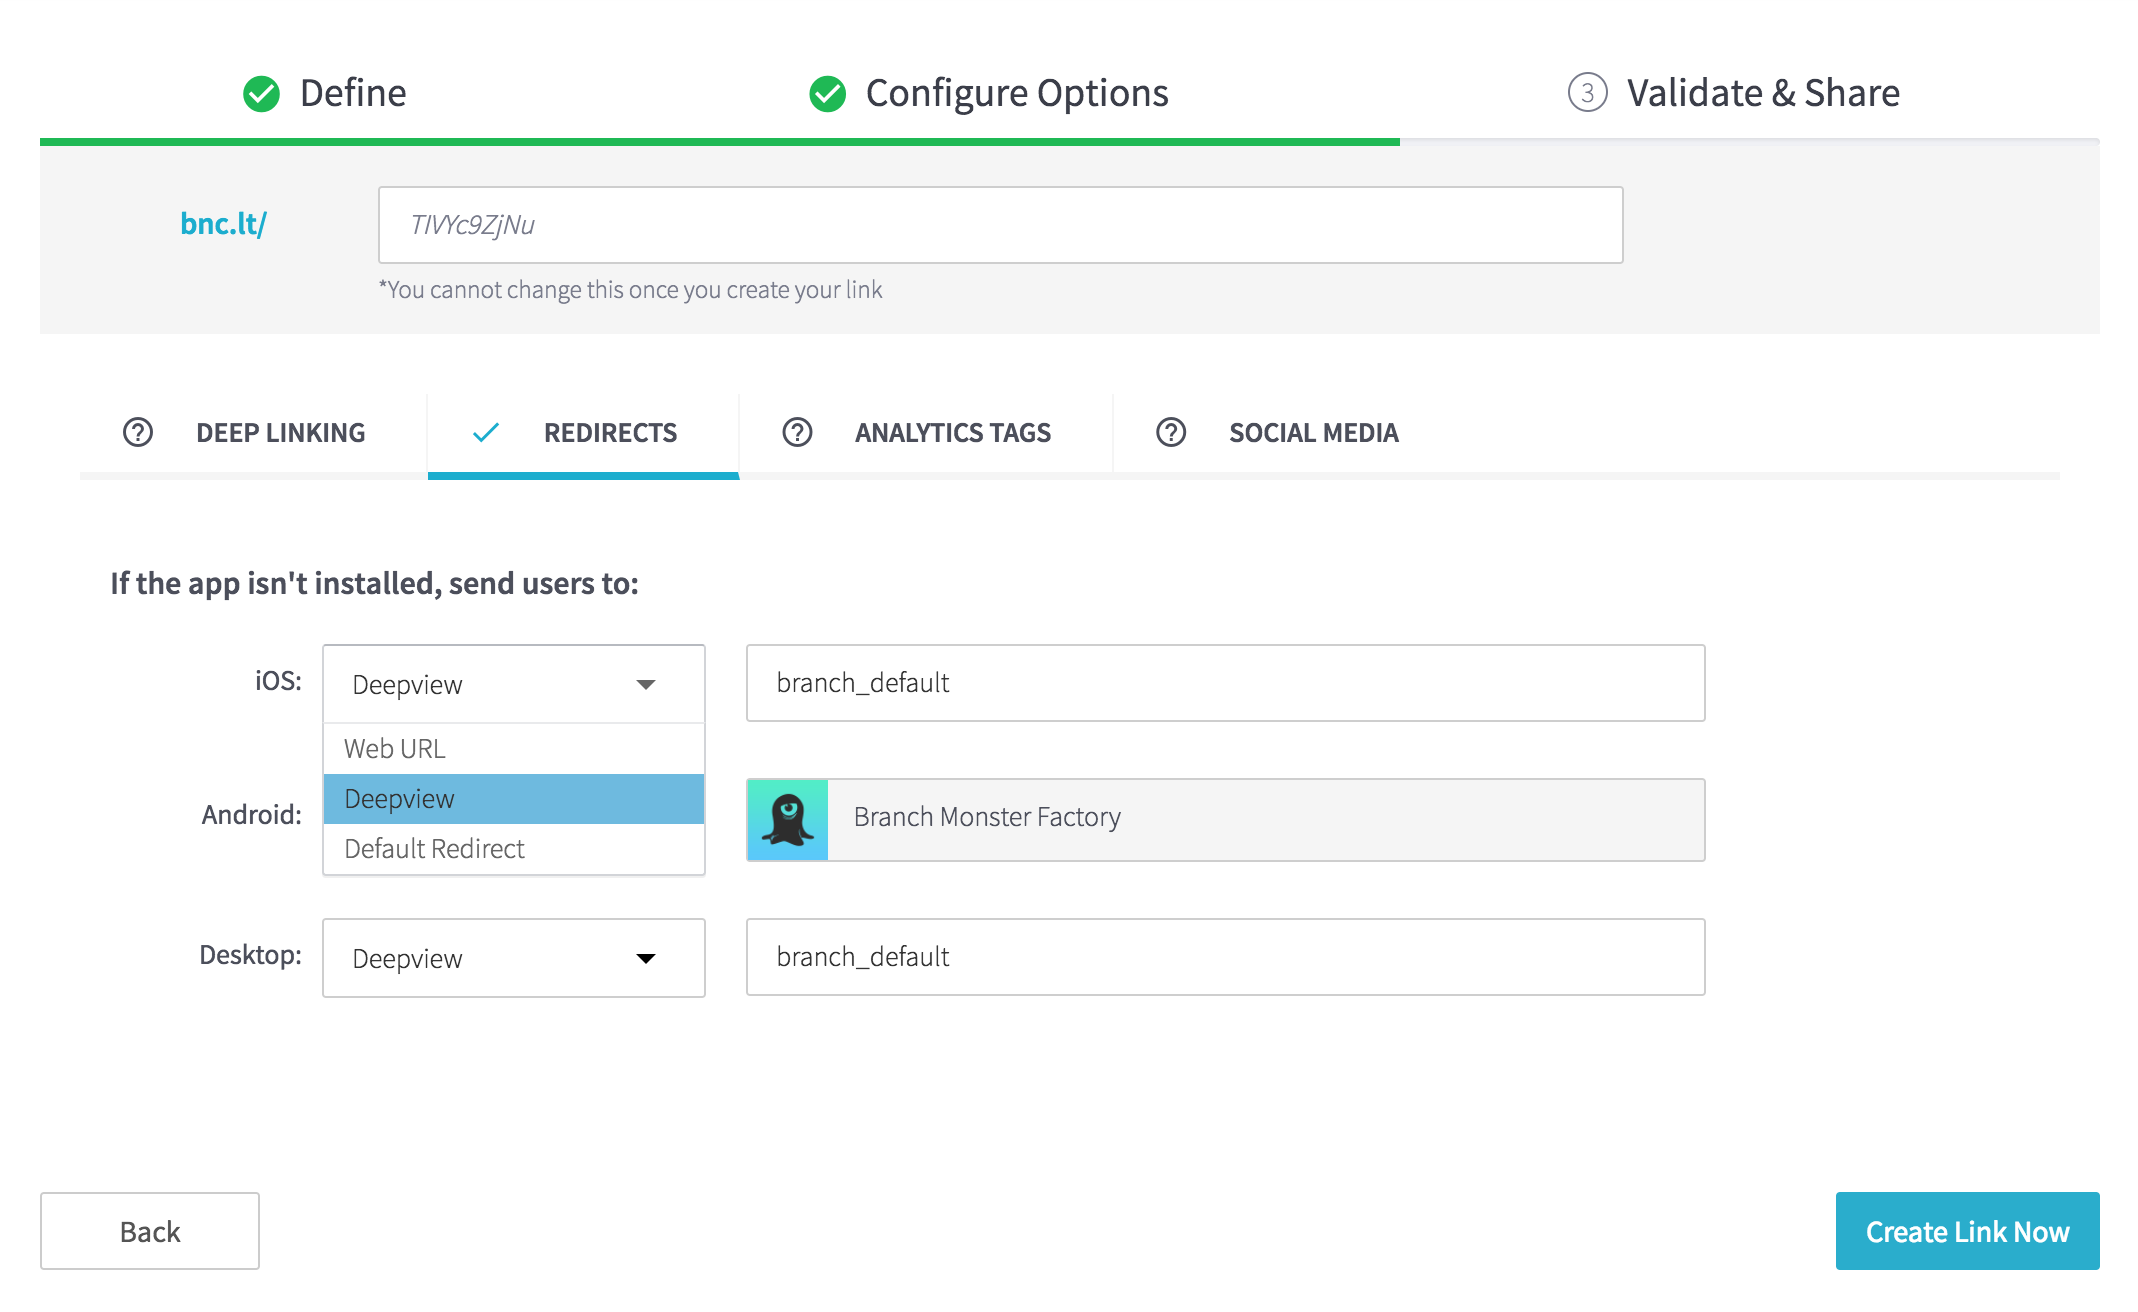 Define
Configure Options
3 Validate & Share
bnc.lt/
TIVYc9ZjNu
*You cannot change this once you create your link
? DEEP LINKING
REDIRECTS
? ANALYTICS TAGS
? SOCIAL MEDIA
If the app isn't installed, send users to:
iOS:
Deepview
branch_default
Web URL
Deepview
Default Redirect
Android:
Branch Monster Factory
Desktop:
Deepview
branch_default
Back
Create Link Now